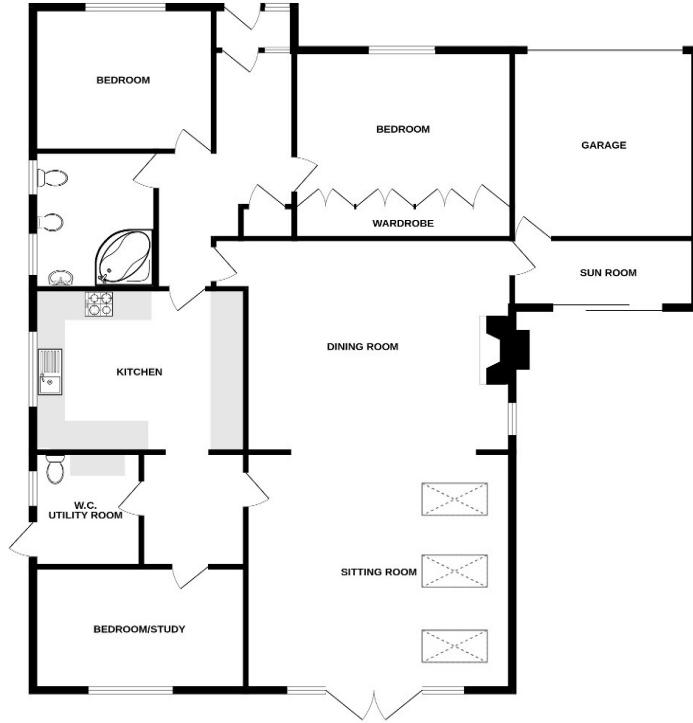 BEDROOM
BEDROOM
GARAGE
WARDROBE
SUN ROOM
DINING ROOM
KITCHEN
W.C.
UTILITY ROOM
SITTING ROOM
BEDROOM/STUDY